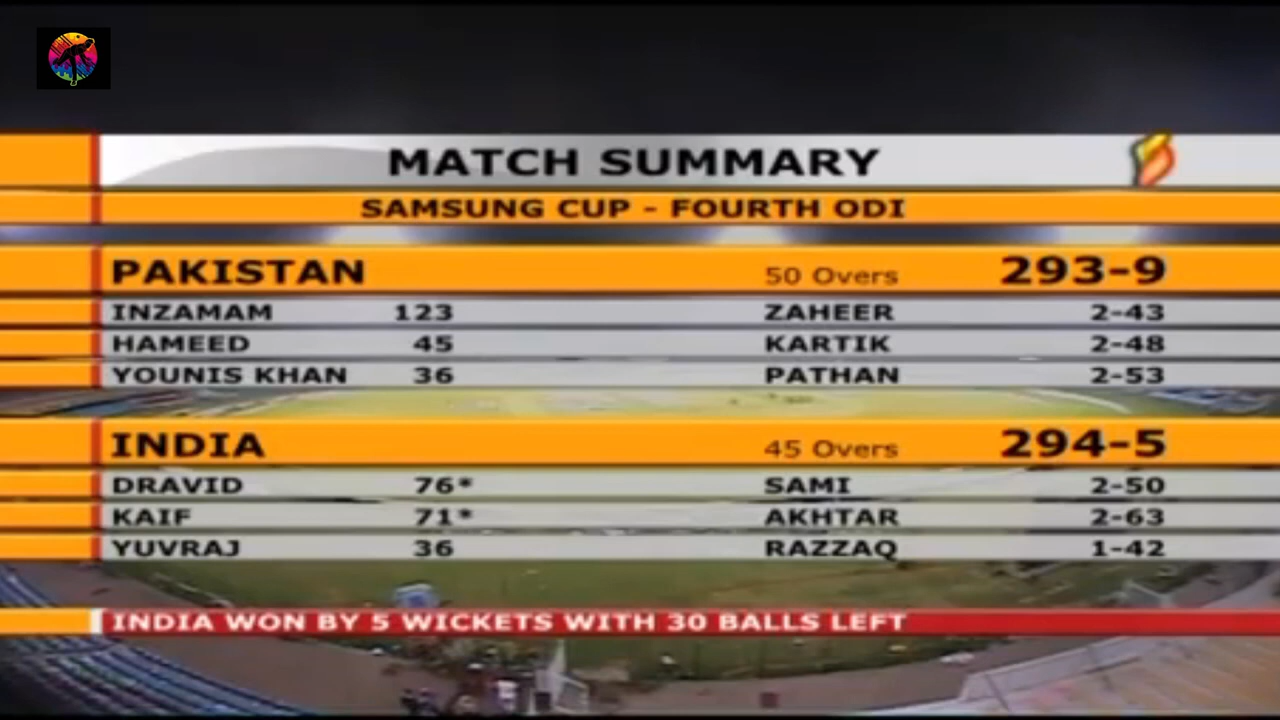 MATCH SUMMARY
SAMSUNG CUP - FOURTH ODI
PAKISTAN 50 Overs 293-9
INZAMAM 123 ZAHEER 2-43
HAMEED 45 KARTIK 2-48
YOUNIS KHAN 36 PATHAN 2-53
INDIA 45 Overs 294-5
DRAVID 76* SAMI 2-50
KAIF 71* AKHTAR 2-63
YUVRAJ 36 RAZZAQ 1-42
INDIA WON BY 5 WICKETS WITH 30 BALLS LEFT